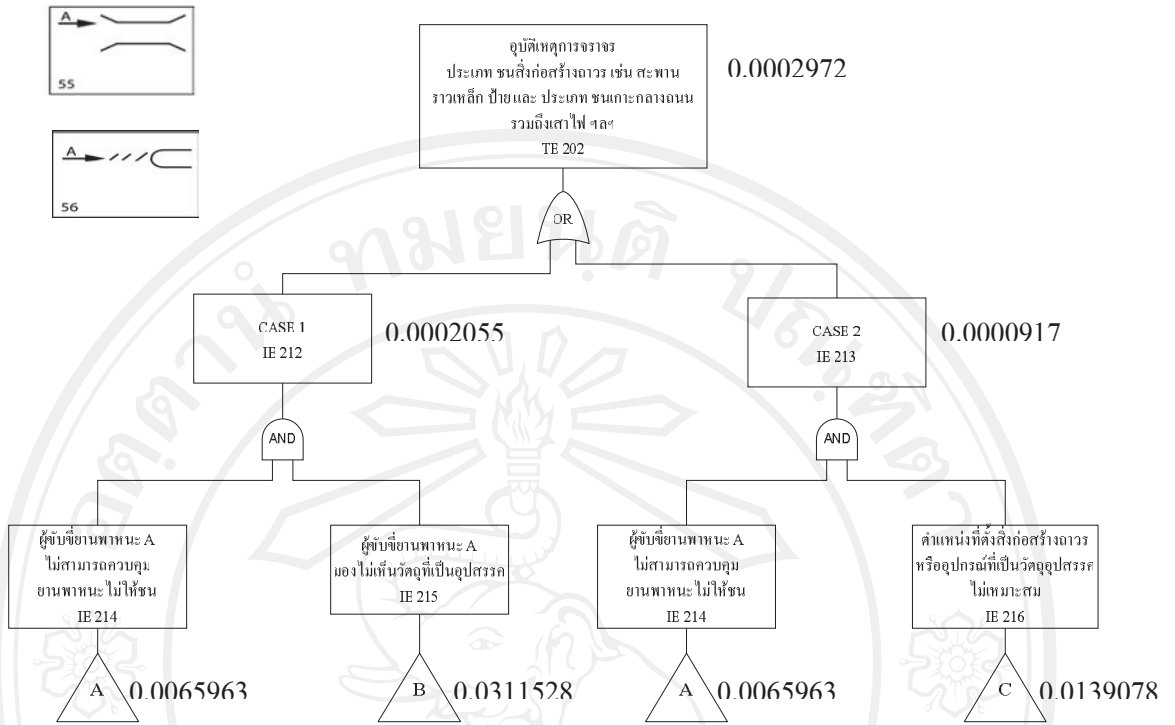 A
55
A
56
อุบัติเหตุการจราจร
ประเภท ชนสิ่งก่อสร้างถาวร เช่น สะพาน
ราวเหล็ก ป้าย และ ประเภท ชนเกาะกลางถนน
รวมถึงเสาไฟ ฯลฯ
TE 202
0.0002972
OR
CASE 1
IE 212
0.0002055
CASE 2
IE 213
0.0000917
AND
AND
ผู้ขับขี่ยานพาหนะ A
ไม่สามารถควบคุม
ยานพาหนะ ไม่ให้ชน
IE 214
ผู้ขับขี่ยานพาหนะ A
มองไม่เห็นวัตถุที่เป็นอุปสรรค
IE 215
ผู้ขับขี่ยานพาหนะ A
ไม่สามารถควบคุม
ยานพาหนะ ไม่ให้ชน
IE 214
ตำแหน่งที่ตั้งสิ่งก่อสร้างถาวร
หรืออุปกรณ์ที่เป็นวัตถุอุปสรรค
ไม่เหมาะสม
IE 216
A
0.0065963
B
0.0311528
A
0.0065963
C
0.0139078